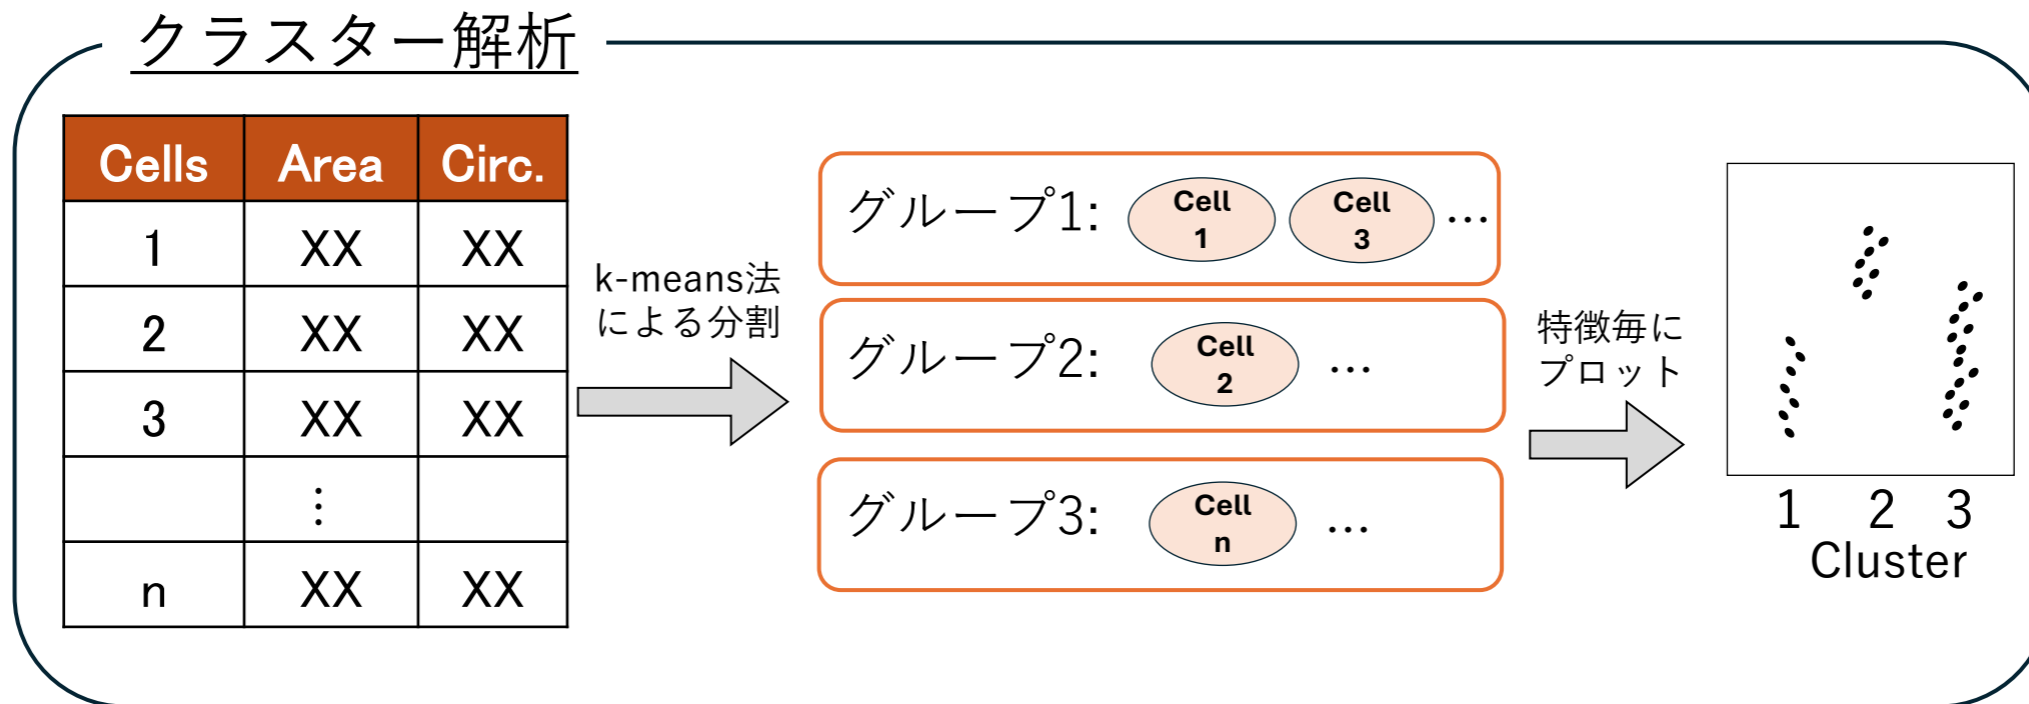 クラスター解析
Cells Area Circ.
1 XX XX
2 XX XX
3 XX XX
⋮
n XX XX
k-means法
による分割
グループ1: Cell 1 Cell 3 …
グループ2: Cell 2 …
グループ3: Cell n …
特徴毎に
プロット
1 2 3
Cluster